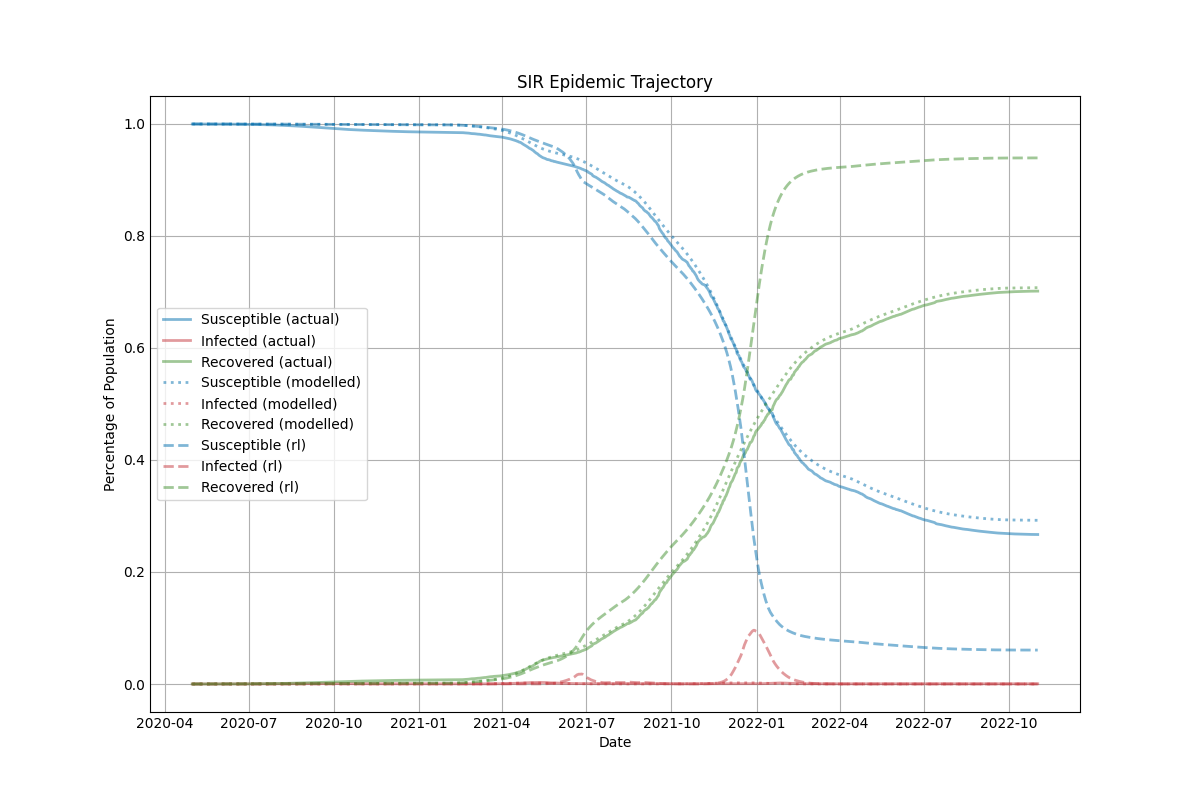 SIR Epidemic Trajectory
Percentage of Population
1.0
0.8
0.6
0.4
0.2
0.0
Susceptible (actual)
Infected (actual)
Recovered (actual)
Susceptible (modelled)
Infected (modelled)
Recovered (modelled)
Susceptible (rl)
Infected (rl)
Recovered (rl)
2020-04 2020-07 2020-10 2021-01 2021-04 2021-07 2021-10 2022-01 2022-04 2022-07 2022-10
Date